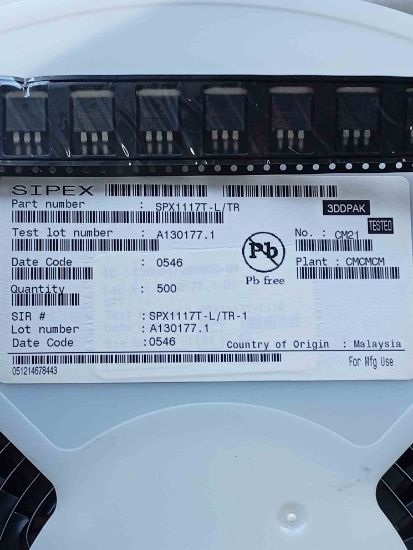 SIPEX
Part number : SPX1117T-L/TR
3DDPAK
TESTED
Test lot number : A130177.1
No. : CM21
Date Code : 0546
Pb
Plant : CMCMCM
Pb free
Quantity : 500
SIR # : SPX1117T-L/TR-1
Lot number : A130177.1
Date Code :0546
Country of Origin : Malaysia
For Mfg Use
051214678443